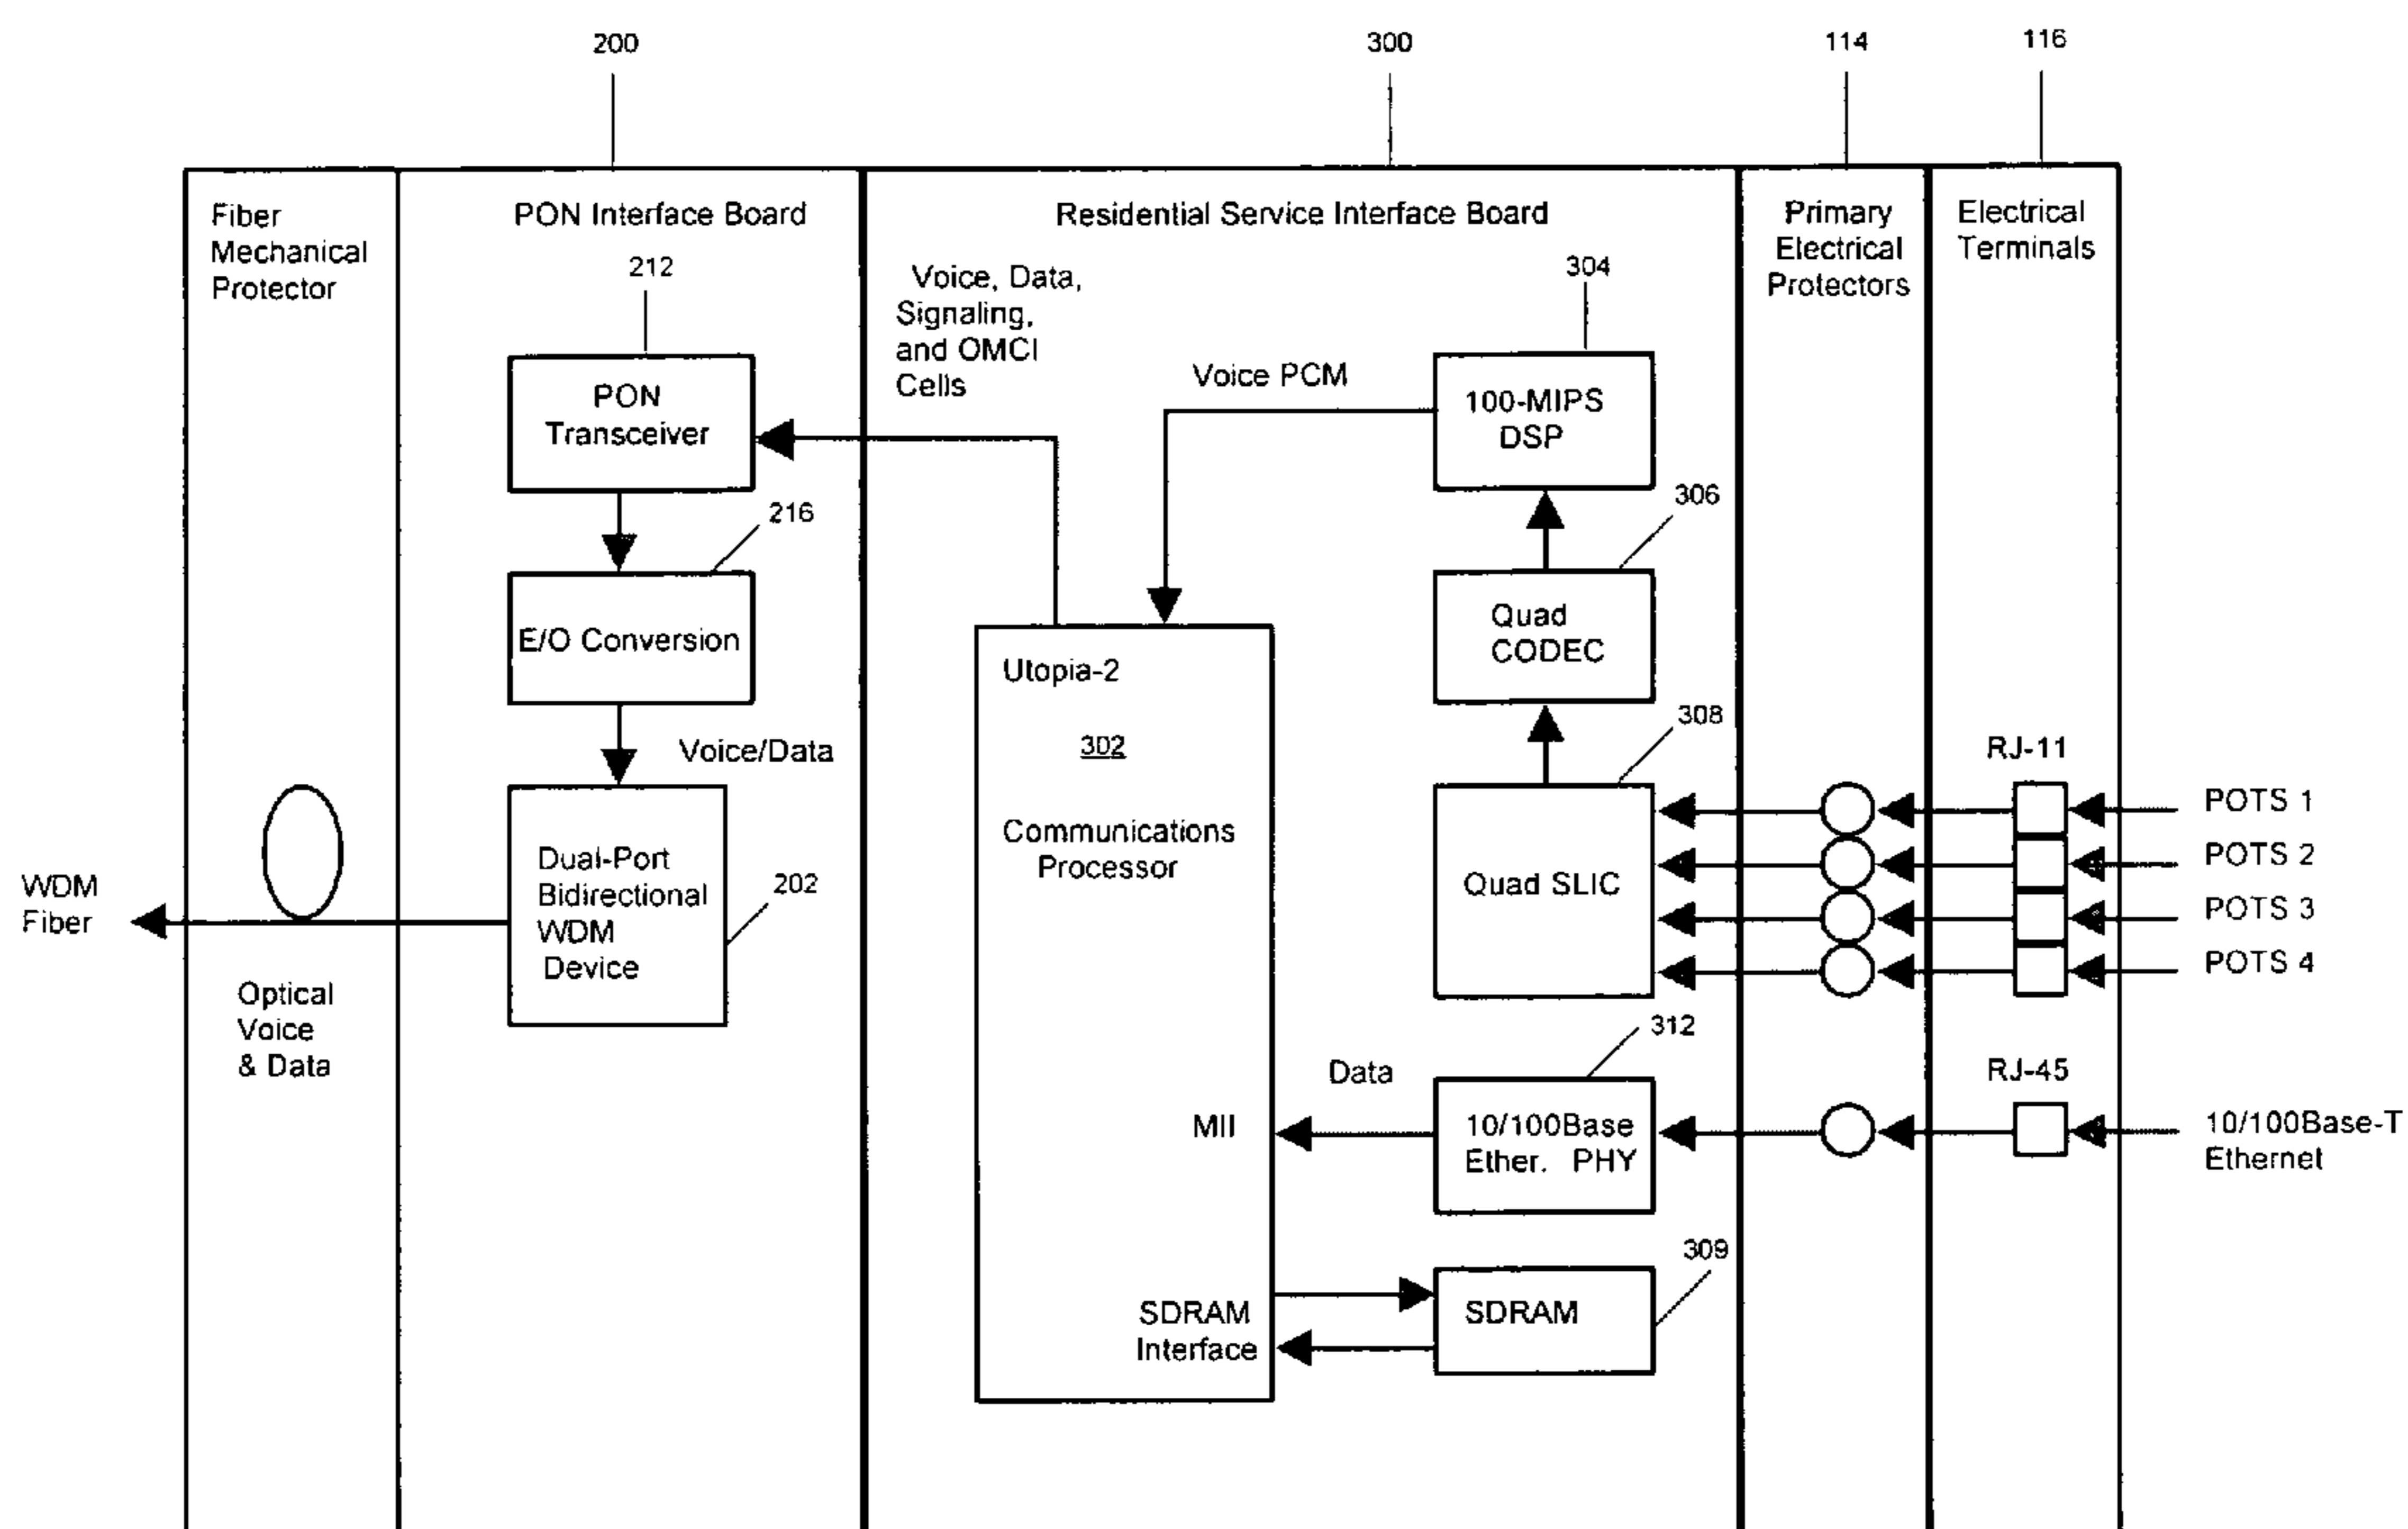 200
300
114
116
Fiber
Mechanical
Protector
PON Interface Board
Residential Service Interface Board
Primary
Electrical
Protectors
Electrical
Terminals
212
Voice, Data,
Signaling,
and OMCI
Cells
304
PON
Transceiver
Voice PCM
100-MIPS
DSP
216
306
E/O Conversion
Quad
CODEC
Utopia-2
302
Communications
Processor
308
RJ-11
Voice/Data
Dual-Port
Bidirectional
WDM
Device
202
Quad SLIC
POTS 1
POTS 2
POTS 3
POTS 4
WDM
Fiber
Optical
Voice
& Data
312
RJ-45
Data
MII
10/100Base
Ether. PHY
10/100Base-T
Ethernet
309
SDRAM
Interface
SDRAM